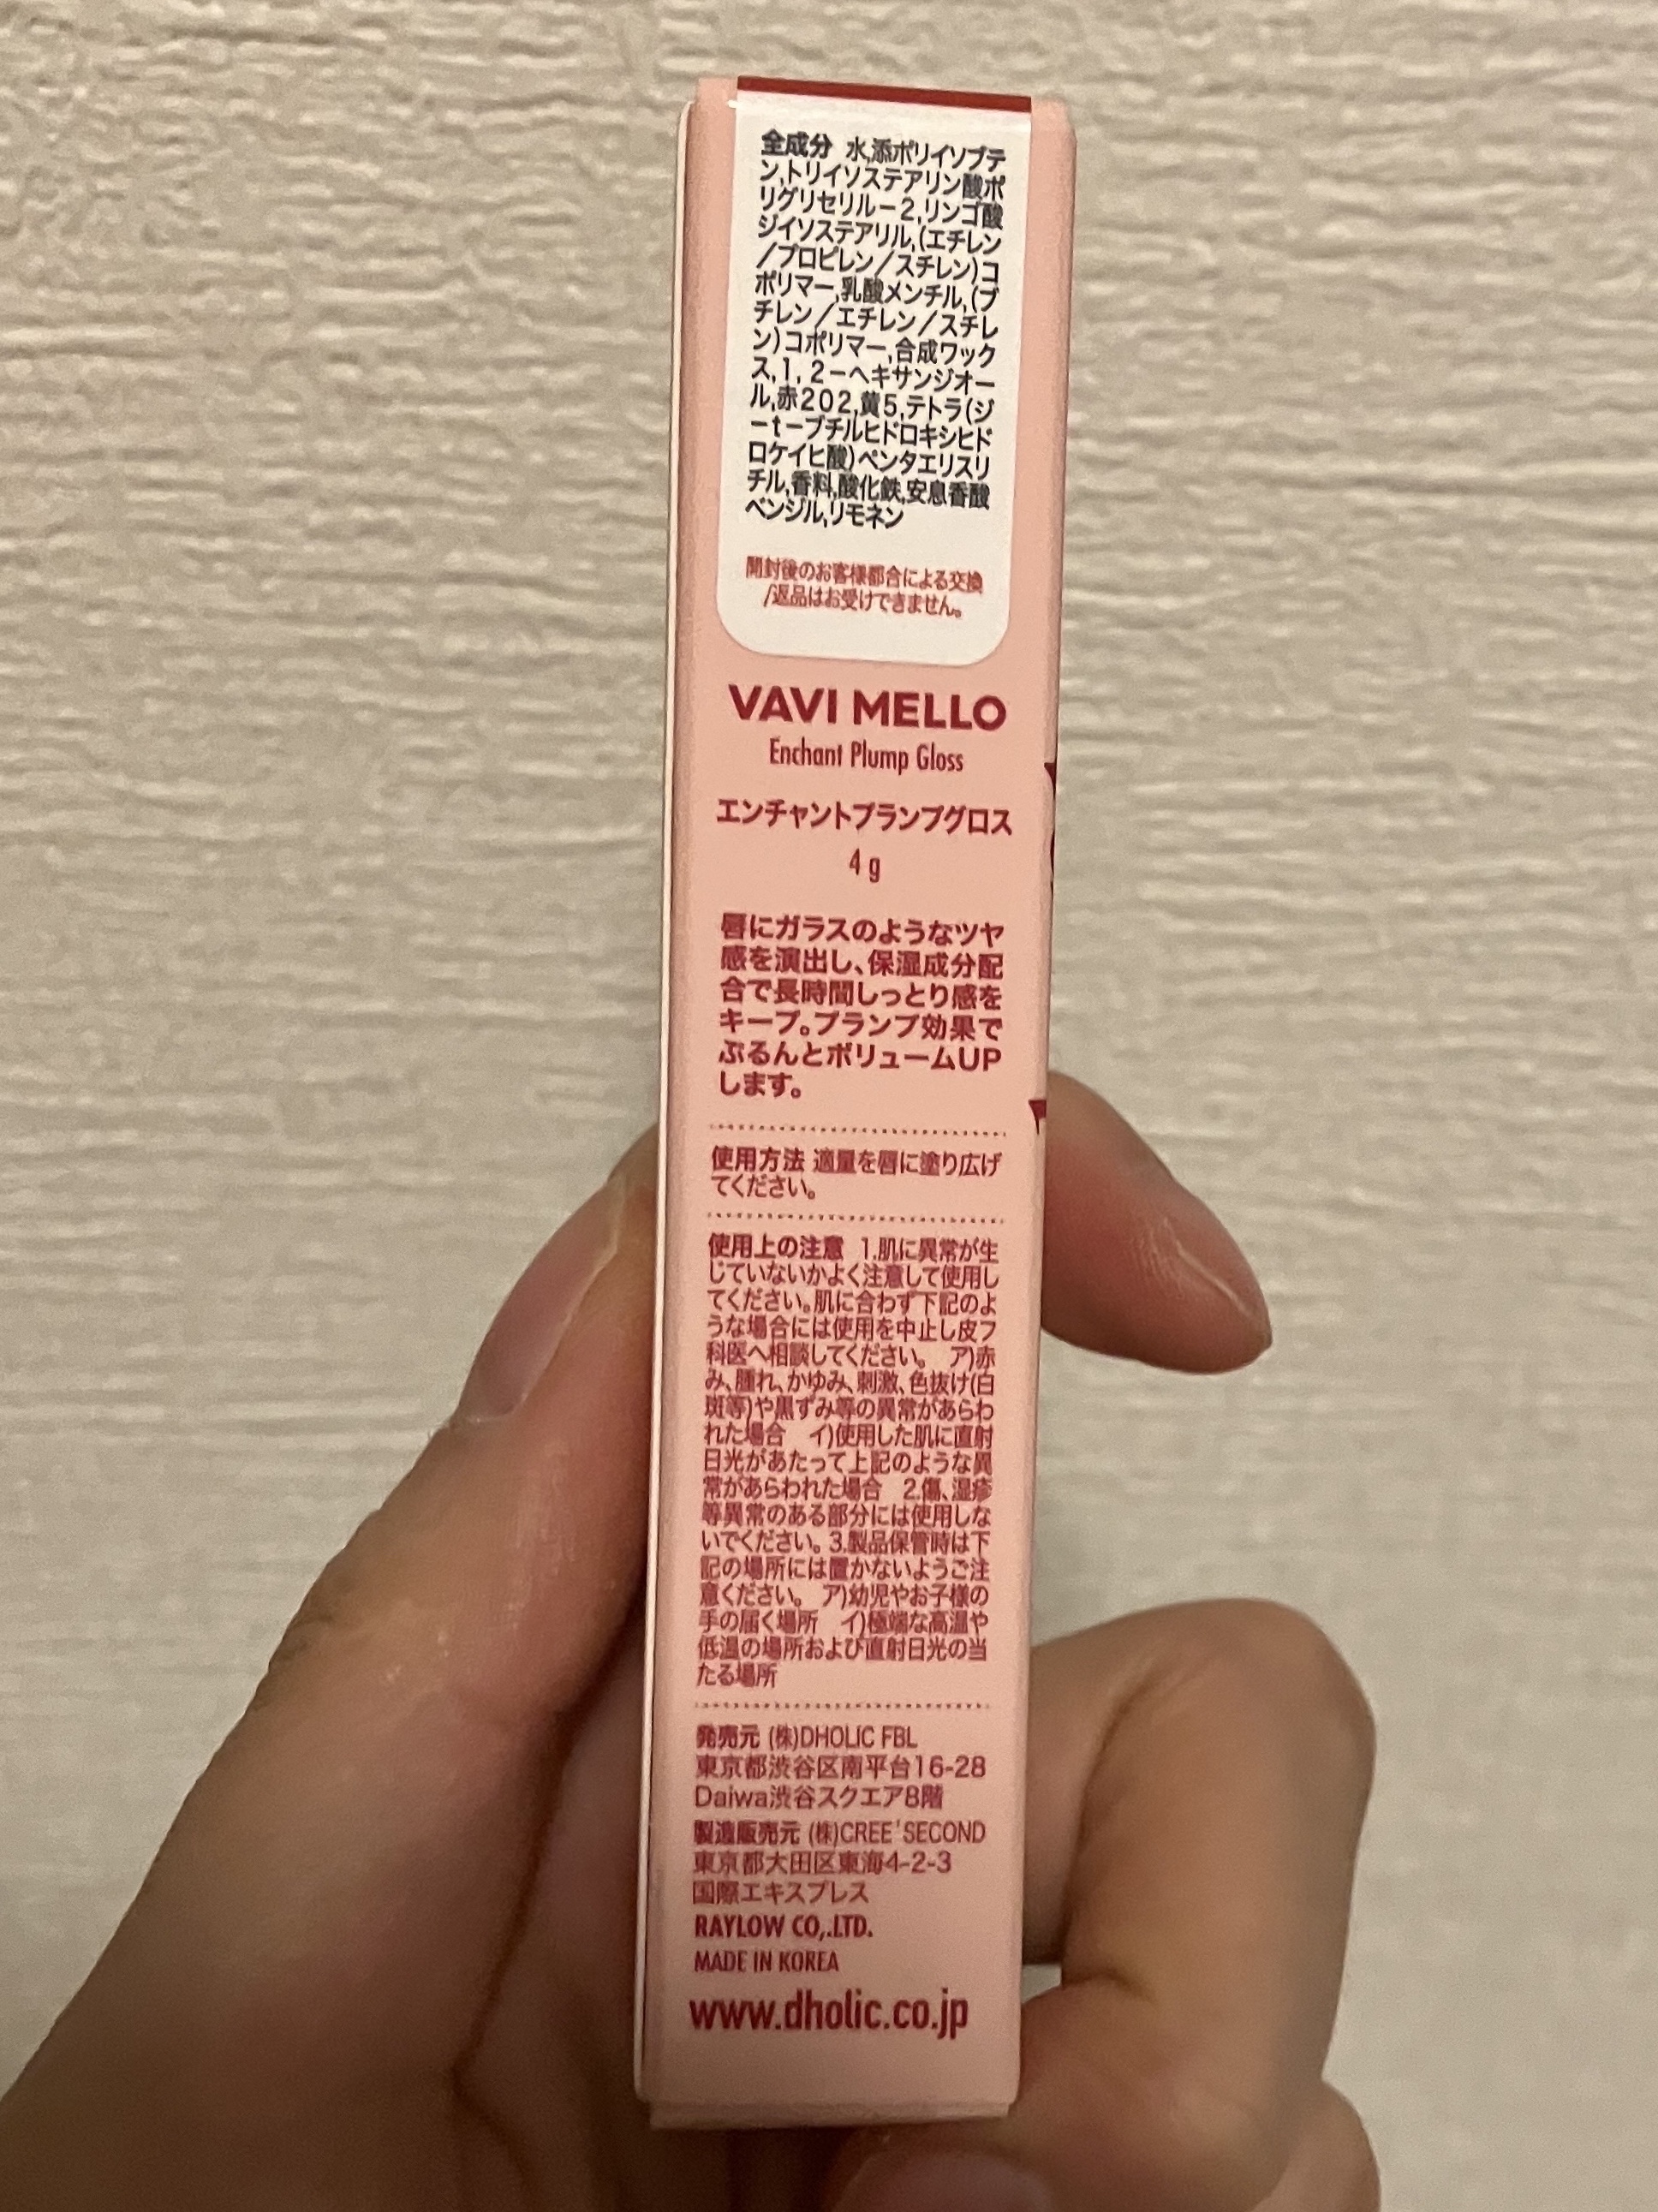 全成分 水,添ポリイソブテ
ン,トリイソステアリン酸ポ
リグリセリルー2,リンゴ酸
ジイソステアリル,(エチレン
/プロピレン/スチレン)コ
ポリマー,乳酸メンチル,(ブ
チレン/エチレン/スチレ
ン)コポリマー,合成ワック
ス,1, 2ーヘキサンジオー
ル,赤202,黄5,テトラ(ジ
ーtーブチルヒドロキシヒド
ロケイヒ酸)ペンタエリスリ
チル,香料,酸化鉄,安息香酸
ベンジル,リモネン
開封後のお客様都合による交換
/返品はお受けできません。
VAVI MELLO
Enchant Plump Gloss
エンチャントプランプグロス
4 g
唇にガラスのようなツヤ
感を演出し、保湿成分配
合で長時間しっとり感を
キープ。プランプ効果で
ぷるんとボリュームUP
します。
使用方法 適量を唇に塗り広げ
てください。
使用上の注意 1.肌に異常が生
じていないかよく注意して使用し
てください。肌に合わず下記のよ
うな場合には使用を中止し皮フ
科医へ相談してください。 ア)赤
み、腫れ、かゆみ、刺激、色抜け(白
斑等)や黒ずみ等の異常があらわ
れた場合 イ)使用した肌に直射
日光があたって上記のような異
常があらわれた場合 2.傷、湿疹
等異常のある部分には使用しな
いでください。3.製品保管時は下
記の場所には置かないようご注
意ください。 ア)幼児やお子様の
手の届く場所 イ)極端な高温や
低温の場所および直射日光の当
たる場所
発売元 (株)DHOLIC FBL
東京都渋谷区南平台16-28
Daiwa渋谷スクエア8階
製造販売元 (株)CREE'SECOND
東京都大田区東海4-2-3
国際エキスプレス
RAYLOW CO,.LTD.
MADE IN KOREA
www.dholic.co.jp